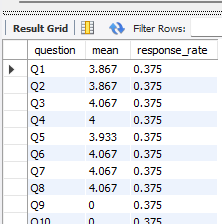 Result Grid Filter Rows:
question mean response_rate
Q1 3.867 0.375
Q2 3.867 0.375
Q3 4.067 0.375
Q4 4 0.375
Q5 3.933 0.375
Q6 4.067 0.375
Q7 4.067 0.375
Q8 4.067 0.375
Q9 0 0.375
Q10 0 0.375